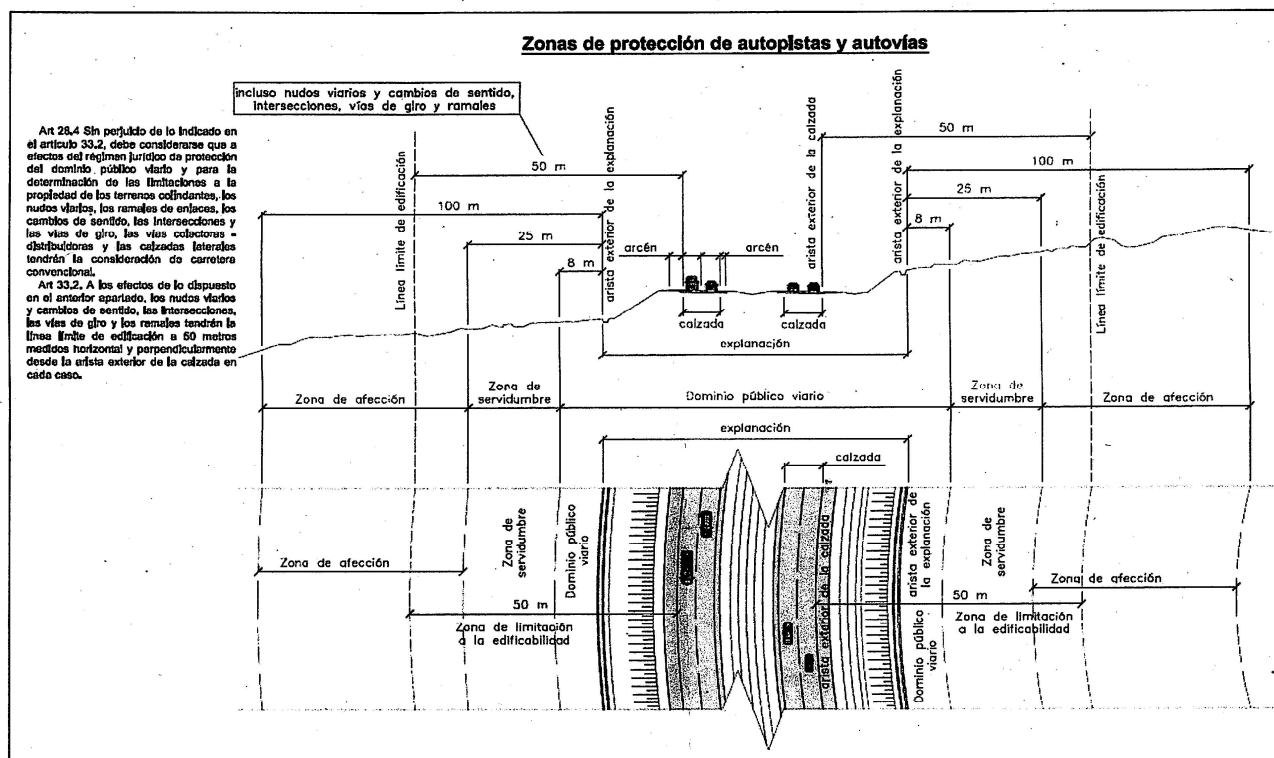 Zonas de protección de autopistas y autovías
incluso nudos viarios y cambios de sentido,
intersecciones, vías de giro y ramales
Art 28.4 Sin perjuicio de lo indicado en
el artículo 33.2, debe considerarse que a
efectos del régimen jurídico de protección
del dominio público viario y para la
determinación de las limitaciones a la
propiedad de los terrenos colindantes, los
nudos viarios, los ramales de enlaces, los
cambios de sentido, las intersecciones y
las vías de giro, las vías colectoras -
distribuidoras y las calzadas laterales
tendrán la consideración de carretera
convencional.
Art 33.2. A los efectos de lo dispuesto
en el anterior apartado, los nudos viarios
y cambios de sentido, las intersecciones,
las vías de giro y los ramales tendrán la
línea límite de edificación a 50 metros
medidos horizontal y perpendicularmente
desde la arista exterior de la calzada en
cada caso.
Línea límite de edificación
50 m
100 m
25 m
8 m
arista exterior de la explanación
arcén
arcén
calzada
calzada
explanación
arista exterior de la calzada
arista exterior de la explanación
50 m
100 m
25 m
8 m
Línea límite de edificación
Zona de afección
Zona de
servidumbre
Dominio público viario
Zona de
servidumbre
Zona de afección
explanación
calzada
Zona de afección
Zona de
servidumbre
Dominio público
viario
50 m
Zona de limitación
a la edificabilidad
arista exterior de la calzada
arista exterior de
la explanación
Dominio público
viario
Zona de
servidumbre
Zona de afección
50 m
Zona de limitación
a la edificabilidad